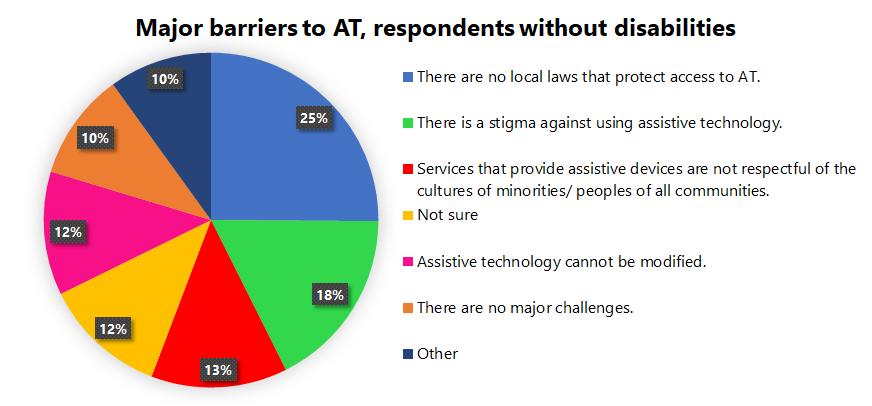 Major barriers to AT, respondents without disabilities
10%
25%
10%
12%
18%
12%
13%
There are no local laws that protect access to AT.
There is a stigma against using assistive technology.
Services that provide assistive devices are not respectful of the
cultures of minorities/ peoples of all communities.
Not sure
Assistive technology cannot be modified.
There are no major challenges.
Other